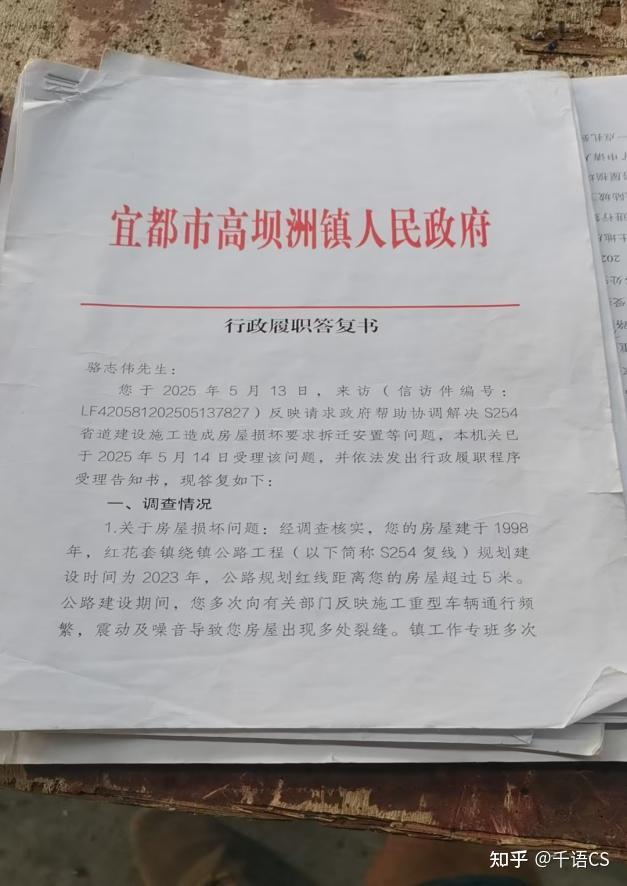 宜都市高坝洲镇人民政府
行政履职答复书
骆志伟先生：
您于 2025 年 5 月 13 日，来访（信访件编号：
LF420581202505137827）反映请求政府帮助协调解决 S254
省道建设施工造成房屋损坏要求拆迁安置等问题，本机关已
于 2025 年 5 月 14 日受理该问题，并依法发出行政履职程序
受理告知书，现答复如下：
一、调查情况
1.关于房屋损坏问题：经调查核实，您的房屋建于 1998
年，红花套镇绕镇公路工程（以下简称 S254 复线）规划建
设时间为 2023 年，公路规划红线距离您的房屋超过 5 米。
公路建设期间，您多次向有关部门反映施工重型车辆通行频
繁，震动及噪音导致您房屋出现多处裂缝。镇工作专班多次
知乎 @千语CS